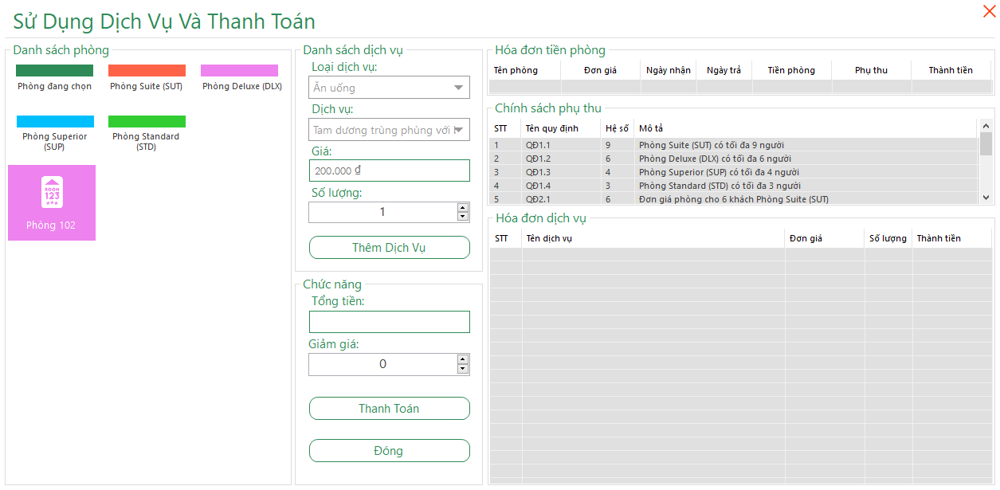 Sử Dụng Dịch Vụ Và Thanh Toán
Danh sách phòng
Phòng đang chọn
Phòng Suite (SUT)
Phòng Deluxe (DLX)
Phòng Superior
(SUP)
Phòng Standard
(STD)
ROON
123
Phòng 102
Danh sách dịch vụ
Loại dịch vụ:
Ăn uống
Dịch vụ:
Tam dương trùng phùng với
Giá:
200.000 ₫
Số lượng:
1
Thêm Dịch Vụ
Chức năng
Tổng tiền:
Giảm giá:
0
Thanh Toán
Đóng
Hóa đơn tiền phòng
Tên phòng Đơn giá Ngày nhận Ngày trả Tiền phòng Phụ thu Thành tiền
Chính sách phụ thu
STT Tên quy định Hệ số Mô tả
1 QĐ1.1 9 Phòng Suite (SUT) có tối đa 9 người
2 QĐ1.2 6 Phòng Deluxe (DLX) có tối đa 6 người
3 QĐ1.3 4 Phòng Superior (SUP) có tối đa 4 người
4 QĐ1.4 3 Phòng Standard (STD) có tối đa 3 người
5 QĐ2.1 6 Đơn giá phòng cho 6 khách Phòng Suite (SUT)
Hóa đơn dịch vụ
STT Tên dịch vụ Đơn giá Số lượng Thành tiền